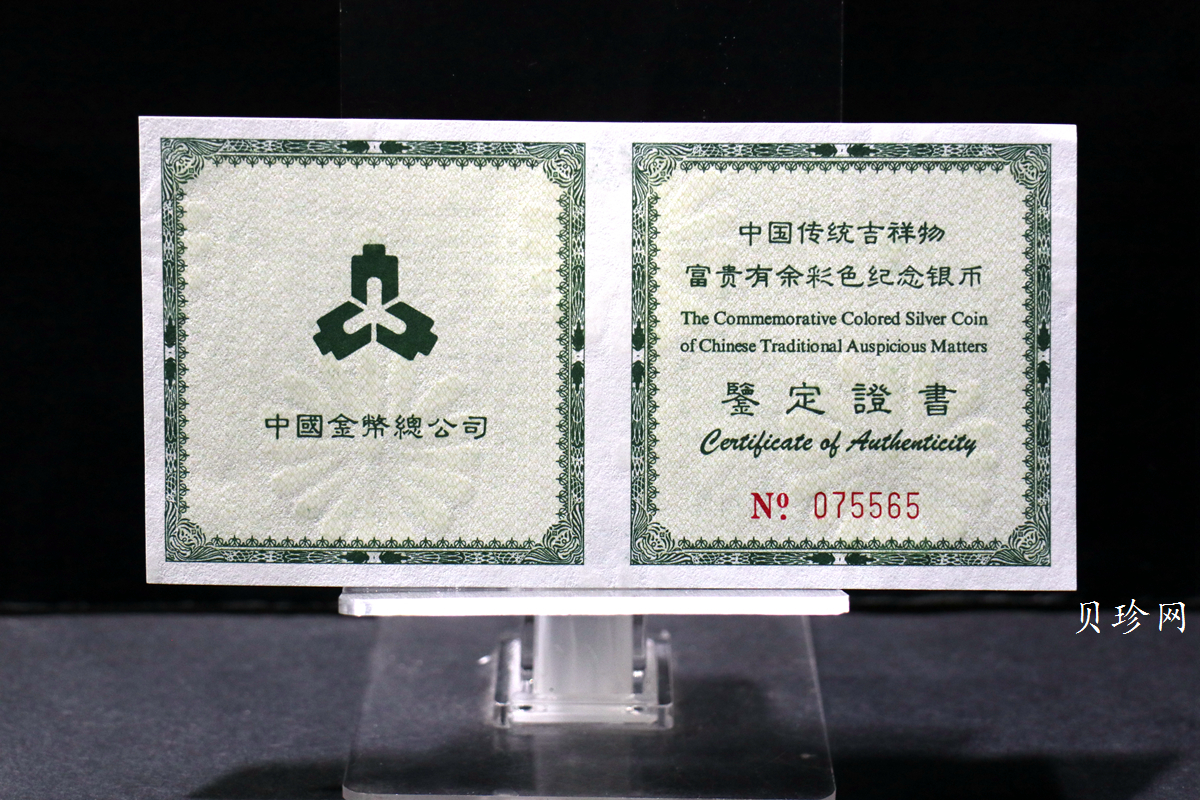 中國金幣總公司
中国传统吉祥物
富贵有余彩色纪念银币
The Commemorative Colored Silver Coin
of Chinese Traditional Auspicious Matters
鑒定證書
Certificate of Authenticity
Nº 075565
贝珍网